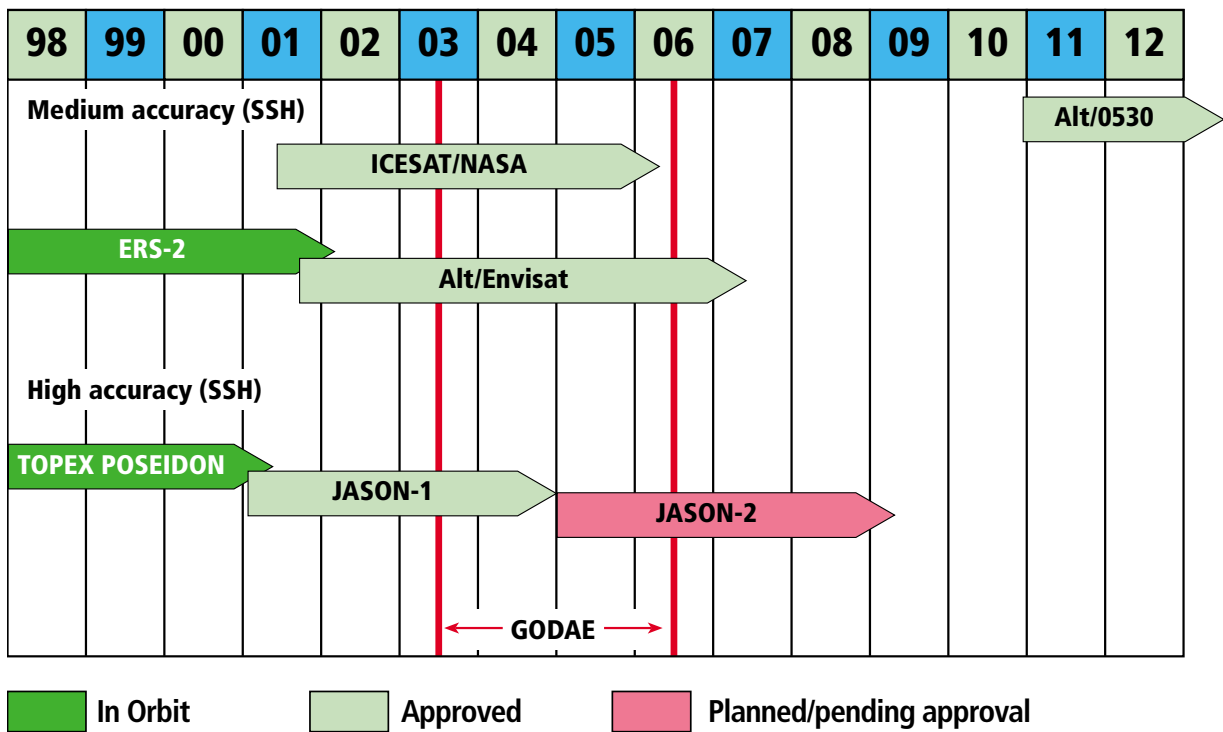 98 99 00 01 02 03 04 05 06 07 08 09 10 11 12
Medium accuracy (SSH)
Alt/0530
ICESAT/NASA
ERS-2
Alt/Envisat
High accuracy (SSH)
TOPEX POSEIDON
JASON-1
JASON-2
GODAE
In Orbit
Approved
Planned/pending approval